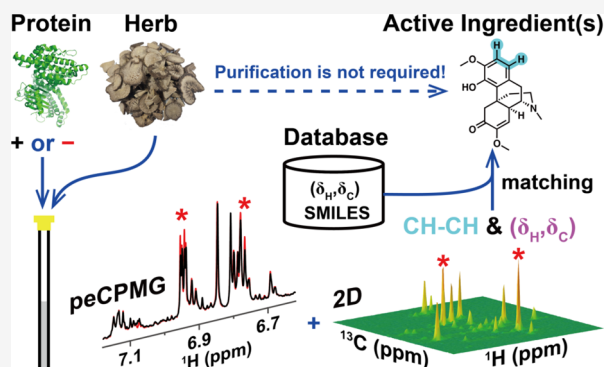 Protein
Herb
Active Ingredient(s)
Purification is not required!
H
H
O
HO
H
N
O
O
+ or −
Database
(δH,δC)
SMILES
matching
CH-CH & (δH,δC)
*
*
peCPMG
7.1
6.9
6.7
¹H (ppm)
+
2D
*
*
¹³C (ppm)
¹H (ppm)